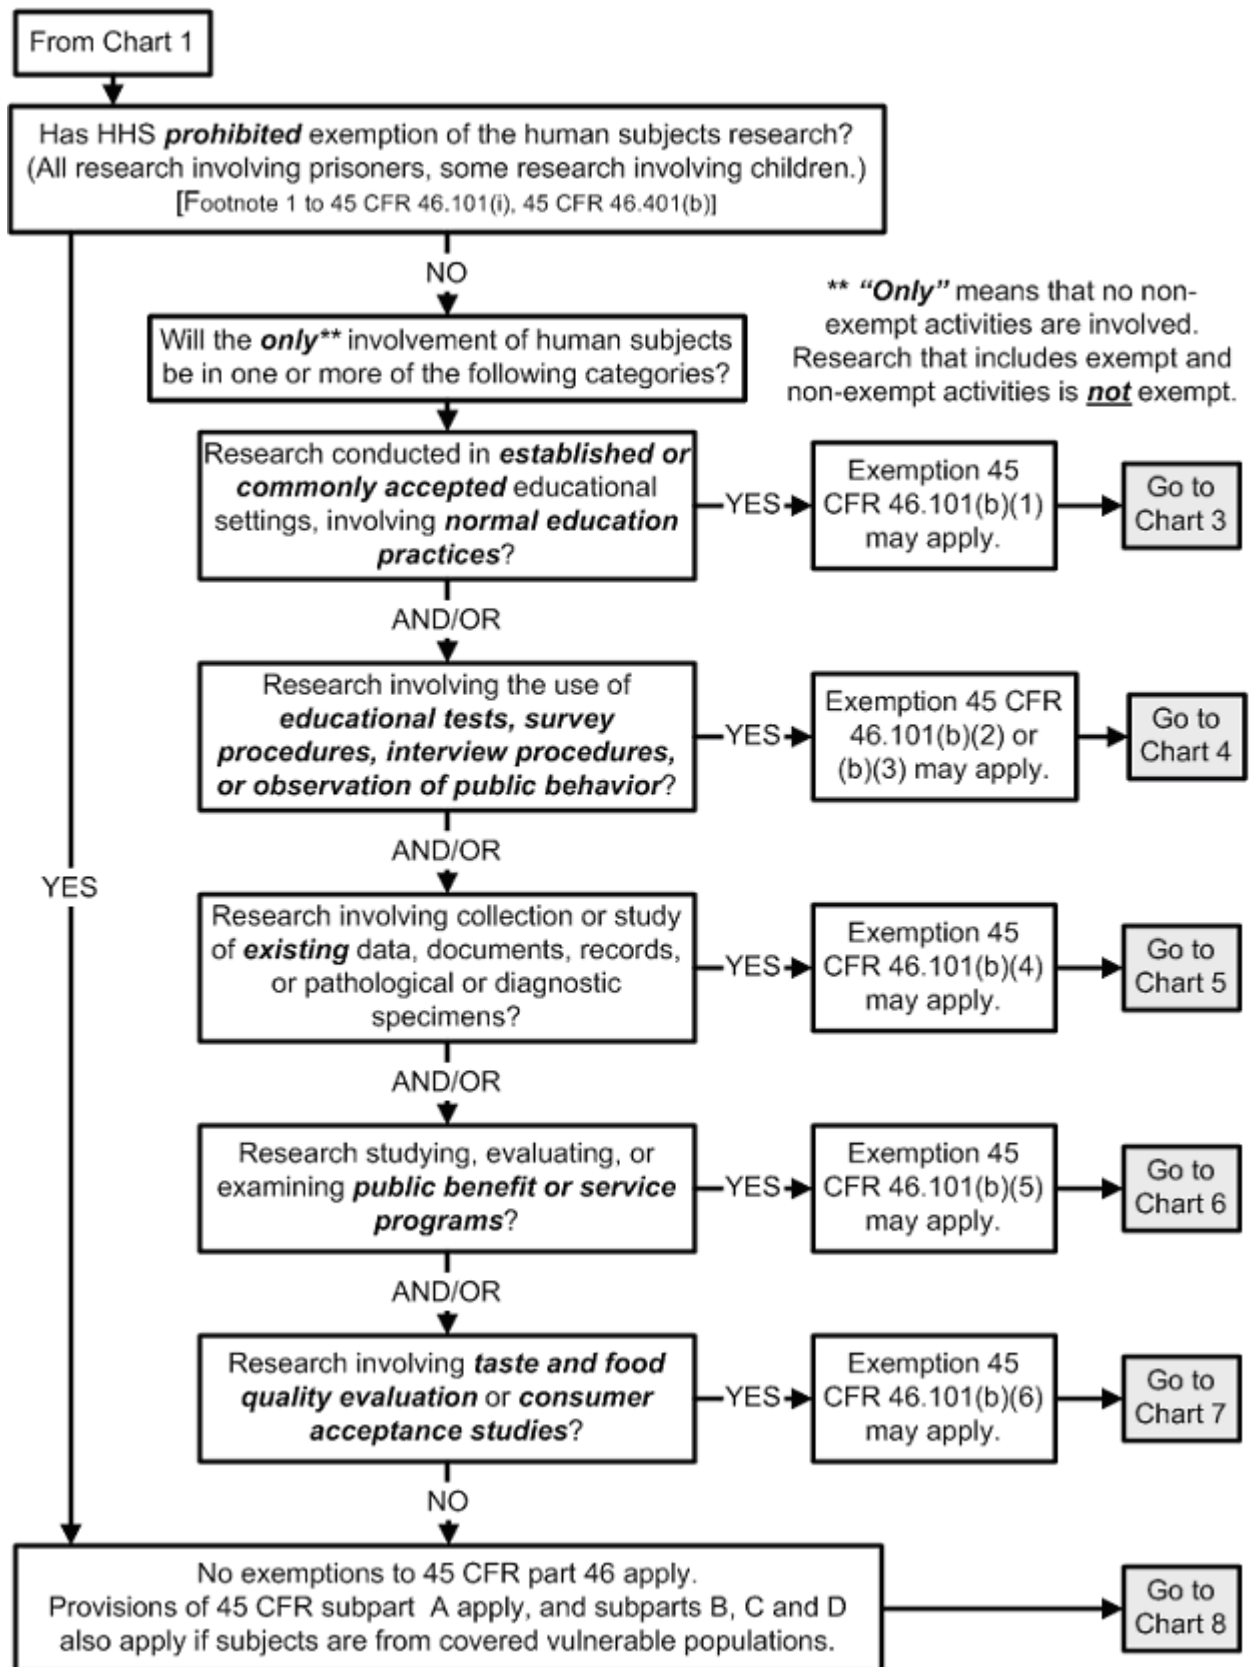 From Chart 1
Has HHS prohibited exemption of the human subjects research?
(All research involving prisoners, some research involving children.)
[Footnote 1 to 45 CFR 46.101(i), 45 CFR 46.401(b)]
NO
** “Only” means that no non-
exempt activities are involved.
Research that includes exempt and
non-exempt activities is not exempt.
Will the only** involvement of human subjects
be in one or more of the following categories?
Research conducted in established or
commonly accepted educational
settings, involving normal education
practices?
YES
Exemption 45
CFR 46.101(b)(1)
may apply.
Go to
Chart 3
AND/OR
Research involving the use of
educational tests, survey
procedures, interview procedures,
or observation of public behavior?
YES
Exemption 45 CFR
46.101(b)(2) or
(b)(3) may apply.
Go to
Chart 4
AND/OR
YES
Research involving collection or study
of existing data, documents, records,
or pathological or diagnostic
specimens?
YES
Exemption 45
CFR 46.101(b)(4)
may apply.
Go to
Chart 5
AND/OR
Research studying, evaluating, or
examining public benefit or service
programs?
YES
Exemption 45
CFR 46.101(b)(5)
may apply.
Go to
Chart 6
AND/OR
Research involving taste and food
quality evaluation or consumer
acceptance studies?
YES
Exemption 45
CFR 46.101(b)(6)
may apply.
Go to
Chart 7
NO
No exemptions to 45 CFR part 46 apply.
Provisions of 45 CFR subpart A apply, and subparts B, C and D
also apply if subjects are from covered vulnerable populations.
Go to
Chart 8